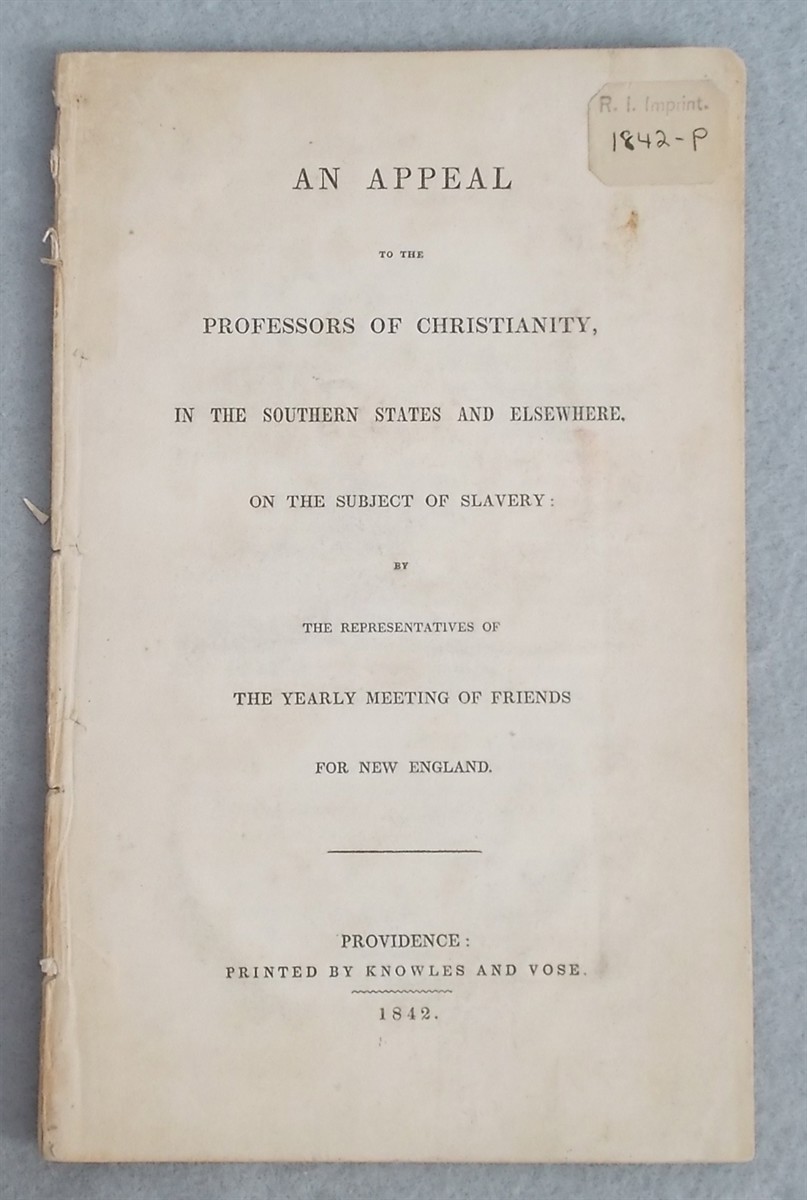 R. I. Imprint.
1842-P
AN APPEAL
TO THE
PROFESSORS OF CHRISTIANITY,
IN THE SOUTHERN STATES AND ELSEWHERE,
ON THE SUBJECT OF SLAVERY:
BY
THE REPRESENTATIVES OF
THE YEARLY MEETING OF FRIENDS
FOR NEW ENGLAND.
PROVIDENCE:
PRINTED BY KNOWLES AND VOSE.
1842.